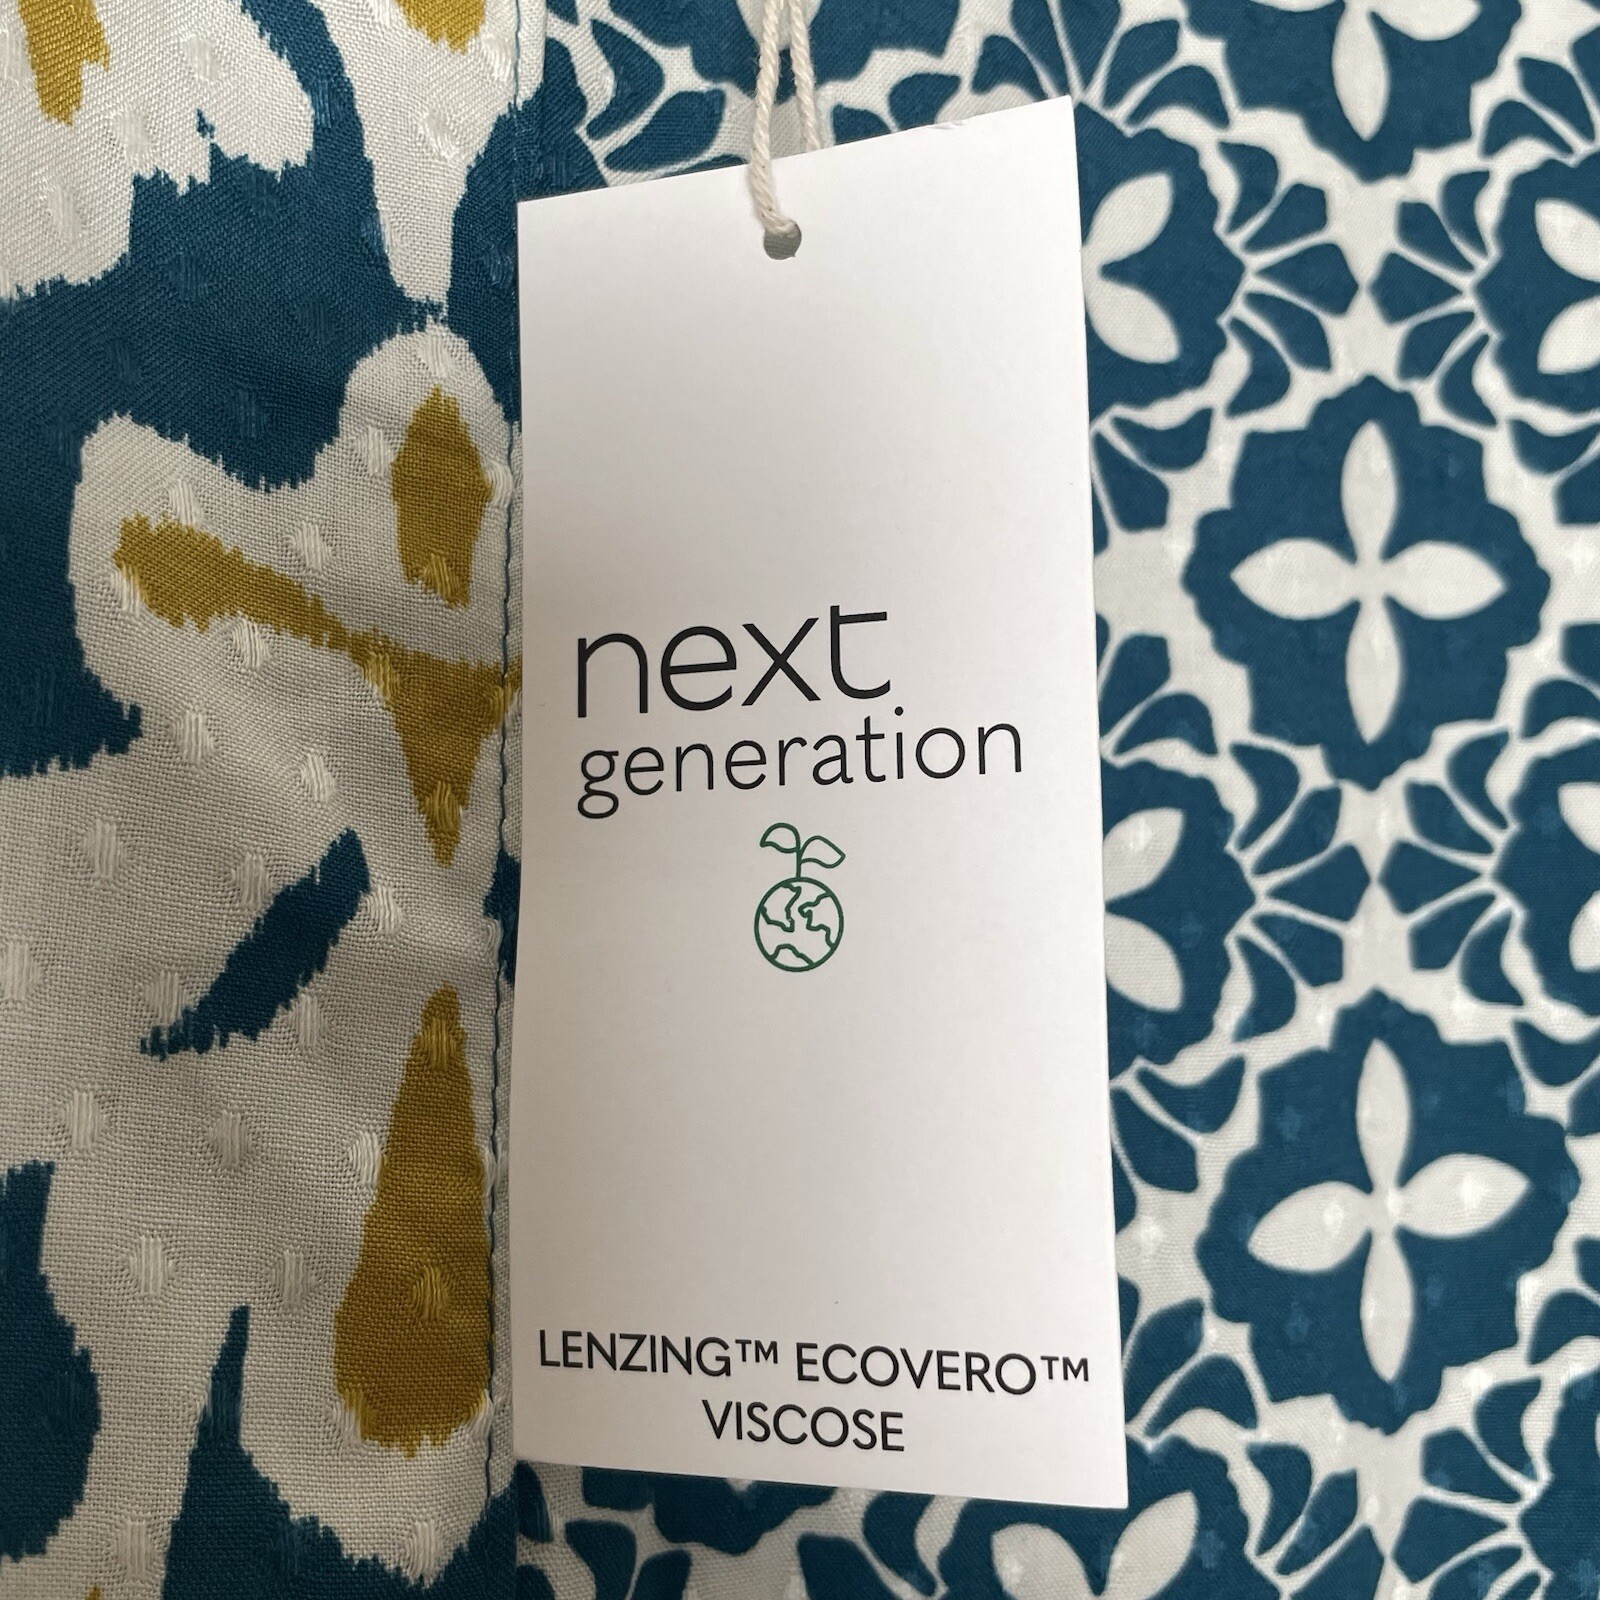 next
generation
LENZING™ ECOVERO™
VISCOSE